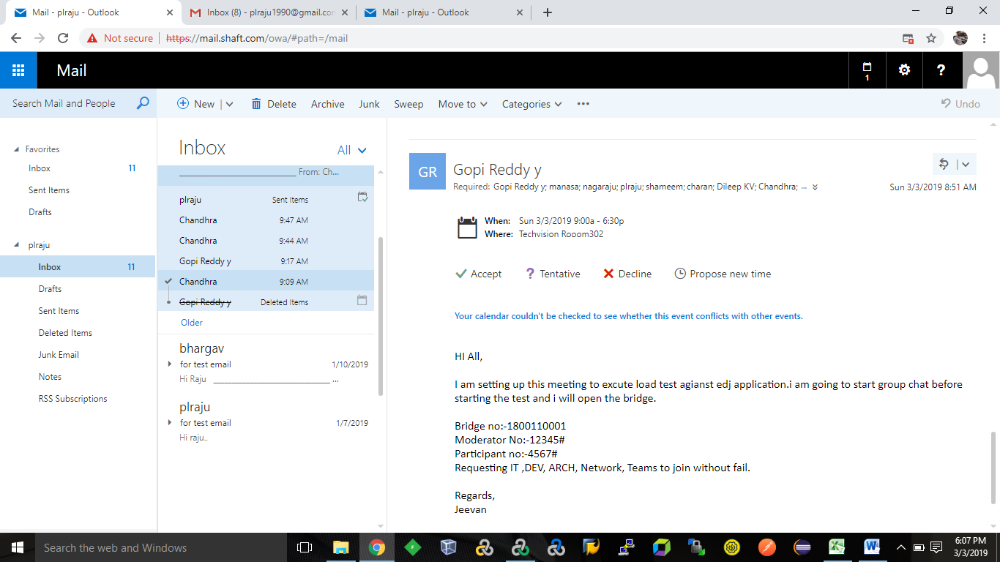 Mail - plraju - Outlook
Inbox (8) - plraju1990@gmail.com
Mail - plraju - Outlook
Not secure | https://mail.shaft.com/owa/#path=/mail
Mail
1
?
Search Mail and People
New
Delete
Archive
Junk
Sweep
Move to
Categories
Undo
Favorites
Inbox 11
Sent Items
Drafts
plraju
Inbox 11
Drafts
Sent Items
Deleted Items
Junk Email
Notes
RSS Subscriptions
Inbox
All
________________________________ From: Ch...
plraju Sent Items
Chandhra 9:47 AM
Chandhra 9:44 AM
Gopi Reddy y 9:17 AM
Chandhra 9:09 AM
Gopi Reddy y Deleted Items
Older
bhargav
for test email 1/10/2019
Hi Raju ________________________________ ...
plraju
for test email 1/7/2019
Hi raju..
GR
Gopi Reddy y
Required: Gopi Reddy y; manasa; nagaraju; plraju; shameem; charan; Dileep KV; Chandhra; ...
Sun 3/3/2019 8:51 AM
When: Sun 3/3/2019 9:00a - 6:30p
Where: Techvision Rooom302
Accept
? Tentative
Decline
Propose new time
Your calendar couldn't be checked to see whether this event conflicts with other events.
HI All,
I am setting up this meeting to excute load test agianst edj application.i am going to start group chat before
starting the test and i will open the bridge.
Bridge no:-1800110001
Moderator No:-12345#
Participant no:-4567#
Requesting IT ,DEV, ARCH, Network, Teams to join without fail.
Regards,
Jeevan
Search the web and Windows
6:07 PM
3/3/2019